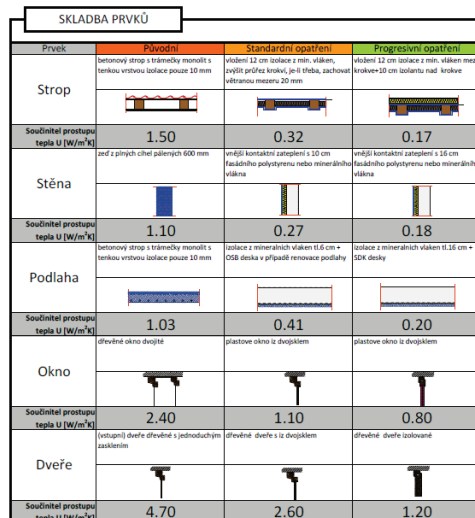 SKLADBA PRVKŮ
Prvek Původní Standardní opatření Progresivní opatření
Strop
betonový strop s trámečky monolit s
tenkou vrstvou izolace pouze 10 mm
vložení 12 cm izolace z min. vláken,
zvýšit průřez krokví, je-li třeba, zachovat
větranou mezeru 20 mm
vložení 12 cm izolace z min. vláken mez
krokve+10 cm izolantu nad krokve
Součinitel prostupu
tepla U [W/m²K]
1.50 0.32 0.17
Stěna
zeď z plných cihel pálených 600 mm
vnější kontaktní zateplení s 10 cm
fasádního polystyrenu nebo minerálního
vlákna
vnější kontaktní zateplení s 16 cm
fasádního polystyrenu nebo minerálního
vlákna
Součinitel prostupu
tepla U [W/m²K]
1.10 0.27 0.18
Podlaha
betonový strop s trámečky monolit s
tenkou vrstvou izolace pouze 10 mm
izolace z mineralnich vlaken tl.6 cm +
OSB deska v případě renovace podlahy
izolace z mineralnich vlaken tl.16 cm +
SDK desky
Součinitel prostupu
tepla U [W/m²K]
1.03 0.41 0.20
Okno
dřevěné okno dvojité
plastove okno iz dvojsklem
plastove okno iz dvojsklem
Součinitel prostupu
tepla U [W/m²K]
2.40 1.10 0.80
Dveře
(vstupní) dveře dřevěné s jednoduchým
zasklením
dřevěné dveře s iz dvojsklem
dřevěné dveře izolované
Součinitel prostupu
tepla U [W/m²K]
4.70 2.60 1.20